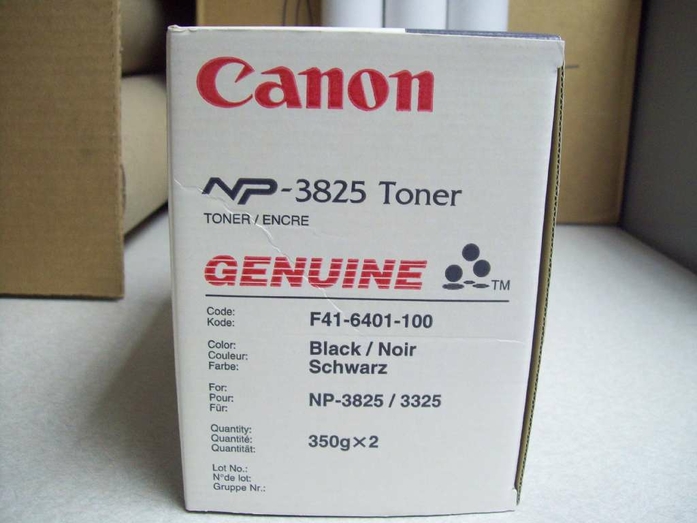 Canon
NP-3825 Toner
TONER / ENCRE
GENUINE TM
Code:
Kode: F41-6401-100
Color: Black / Noir
Couleur: Schwarz
Farbe:
For:
Pour: NP-3825 / 3325
Für:
Quantity:
Quantité: 350g×2
Quantität:
Lot No.:
N° de lot:
Gruppe Nr.: